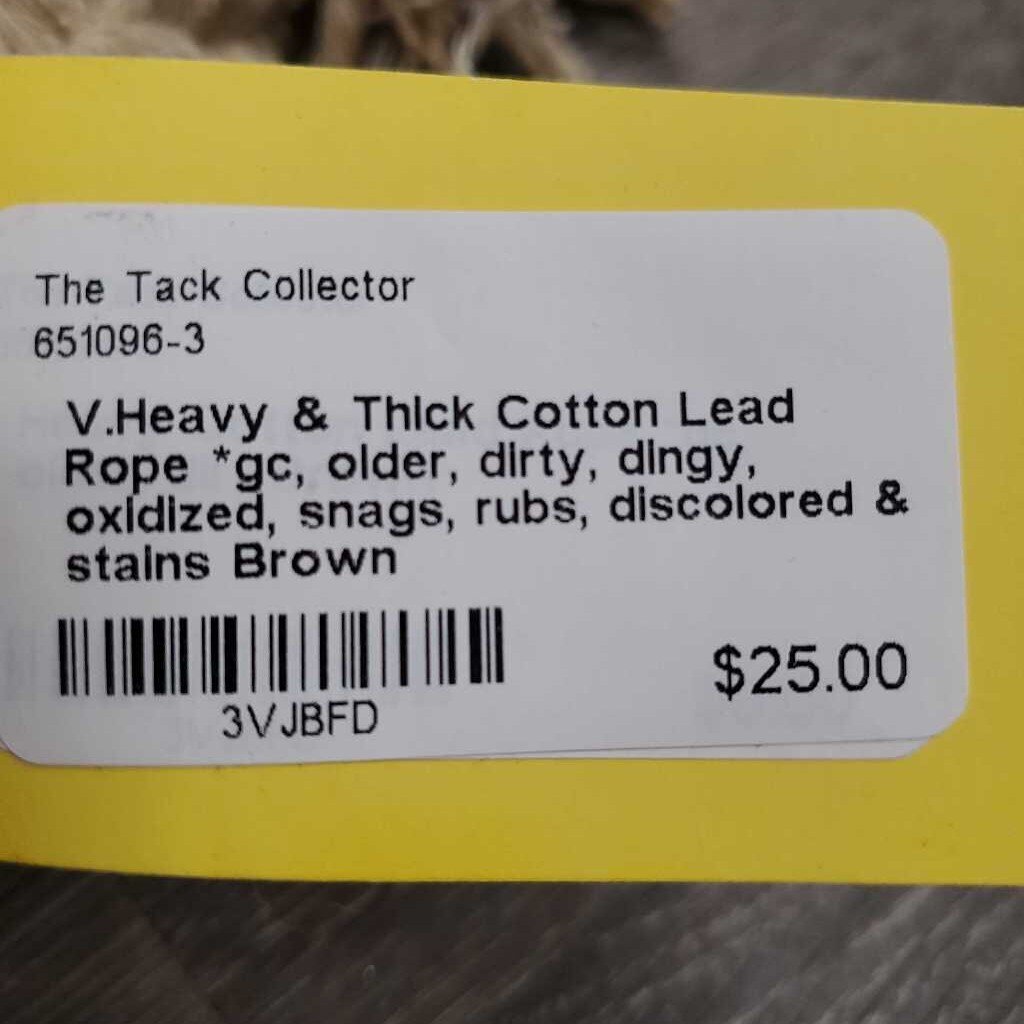 The Tack Collector
651096-3
V.Heavy & Thick Cotton Lead
Rope *gc, older, dirty, dingy,
oxidized, snags, rubs, discolored &
stains Brown
3VJBFD
$25.00